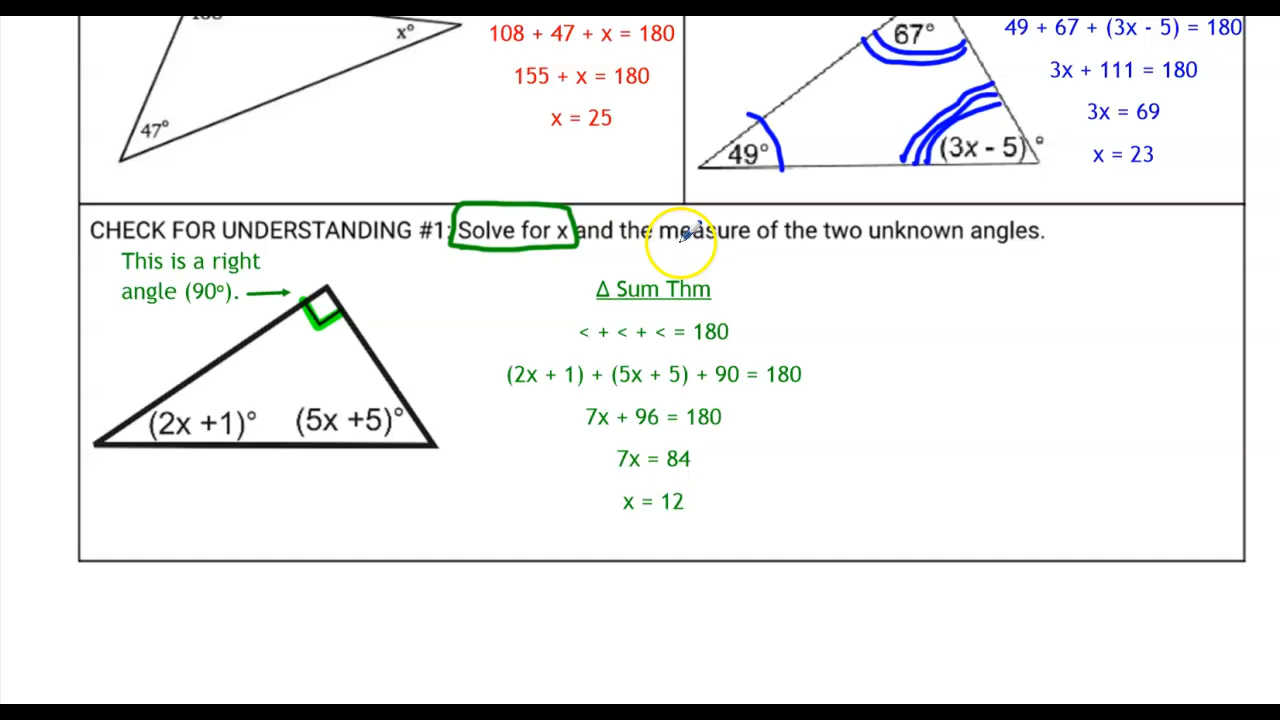 x°
47°
108 + 47 + x = 180
155 + x = 180
x = 25
67°
49°
(3x - 5)°
49 + 67 + (3x - 5) = 180
3x + 111 = 180
3x = 69
x = 23
CHECK FOR UNDERSTANDING #1: Solve for x and the measure of the two unknown angles.
This is a right
angle (90°).
(2x +1)°
(5x +5)°
Δ Sum Thm
< + < + < = 180
(2x + 1) + (5x + 5) + 90 = 180
7x + 96 = 180
7x = 84
x = 12